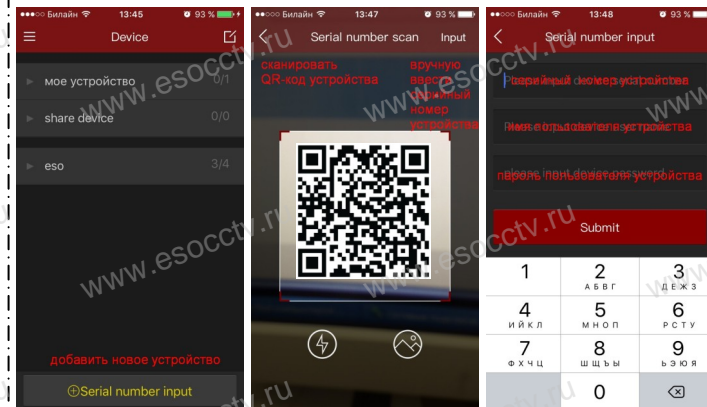 ●●●○○ Билайн 13:45 93 %
Device
мое устройство 0/1
share device 0/0
eso 3/4
добавить новое устройство
Serial number input
●●○○○ Билайн 13:47 93 %
Serial number scan Input
сканировать
QR-код устройства
вручную
ввести
серийный
номер
устройства
●●○○○ Билайн 13:48 93 %
Serial number input
серийный номер устройства
имя пользователя устройства
please input device password
пароль пользователя устройства
Submit
1
2
АБВГ
3
ДЕЖЗ
4
ИЙКЛ
5
МНОП
6
РСТУ
7
ФХЧЦ
8
ШЩЪЫ
9
ЬЭЮЯ
0
www.esocctv.ru